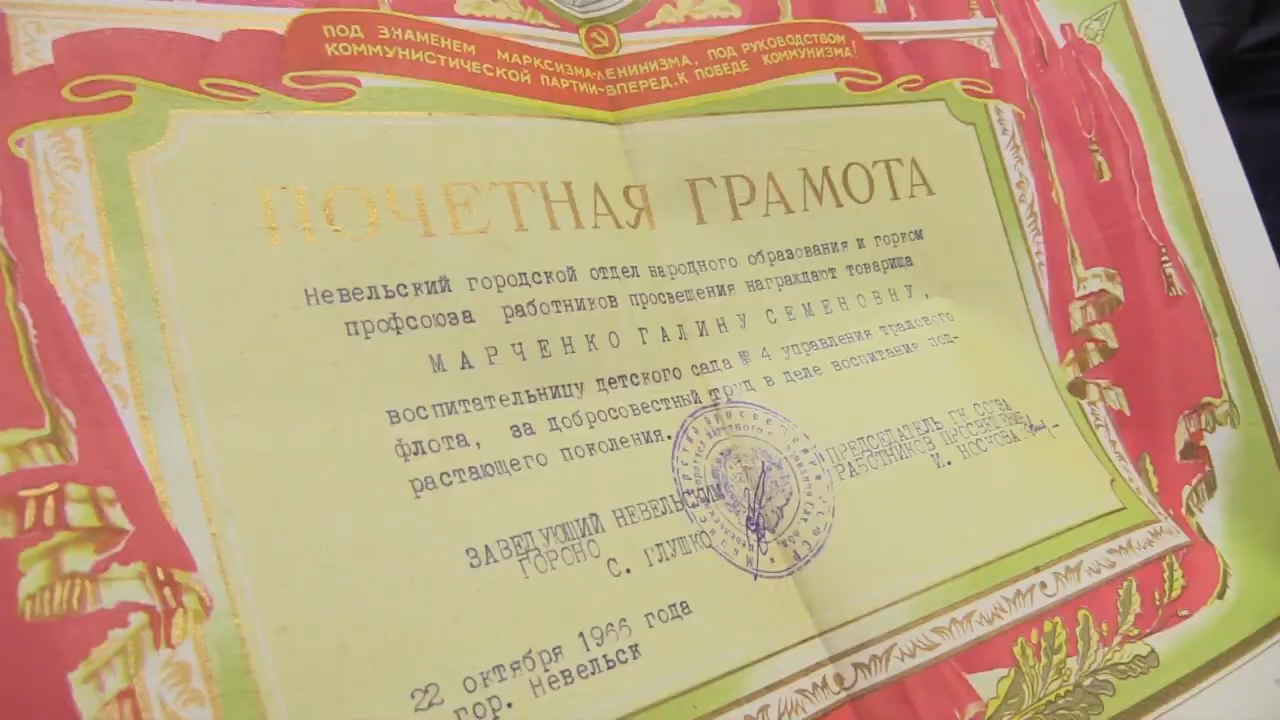 ПОД ЗНАМЕНЕМ МАРКСИЗМА-ЛЕНИНИЗМА, ПОД РУКОВОДСТВОМ
КОММУНИСТИЧЕСКОЙ ПАРТИИ-ВПЕРЕД, К ПОБЕДЕ КОММУНИЗМА!
ПОЧЕТНАЯ ГРАМОТА
Невельский городской отдел народного образования и горком
профсоюза работников просвещения награждают товарища
МАРЧЕНКО ГАЛИНУ СЕМЕНОВНУ,
воспитательницу детского сада № 4 управления тралового
флота, за добросовестный труд в деле воспитания под-
растающего поколения.
ПРЕДСЕДАТЕЛЬ ГК СОЮЗА
РАБОТНИКОВ ПРОСВЕЩЕНИЯ
И. НОСКОВА
ЗАВЕДУЮЩИЙ НЕВЕЛЬСКИМ
ГОРОНО
С. ГЛУШКО
22 октября 1966 года
гор. Невельск